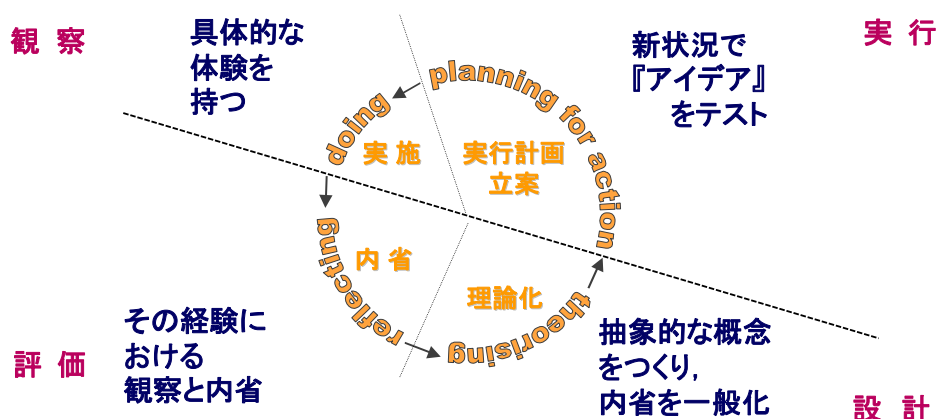 観 察
具体的な
体験を
持つ
新状況で
『アイデア』
をテスト
実 行
doing
planning for action
実 施
実行計画
立案
reflecting
内 省
theorising
理論化
評 価
その経験に
おける
観察と内省
抽象的な概念
をつくり,
内省を一般化
設 計